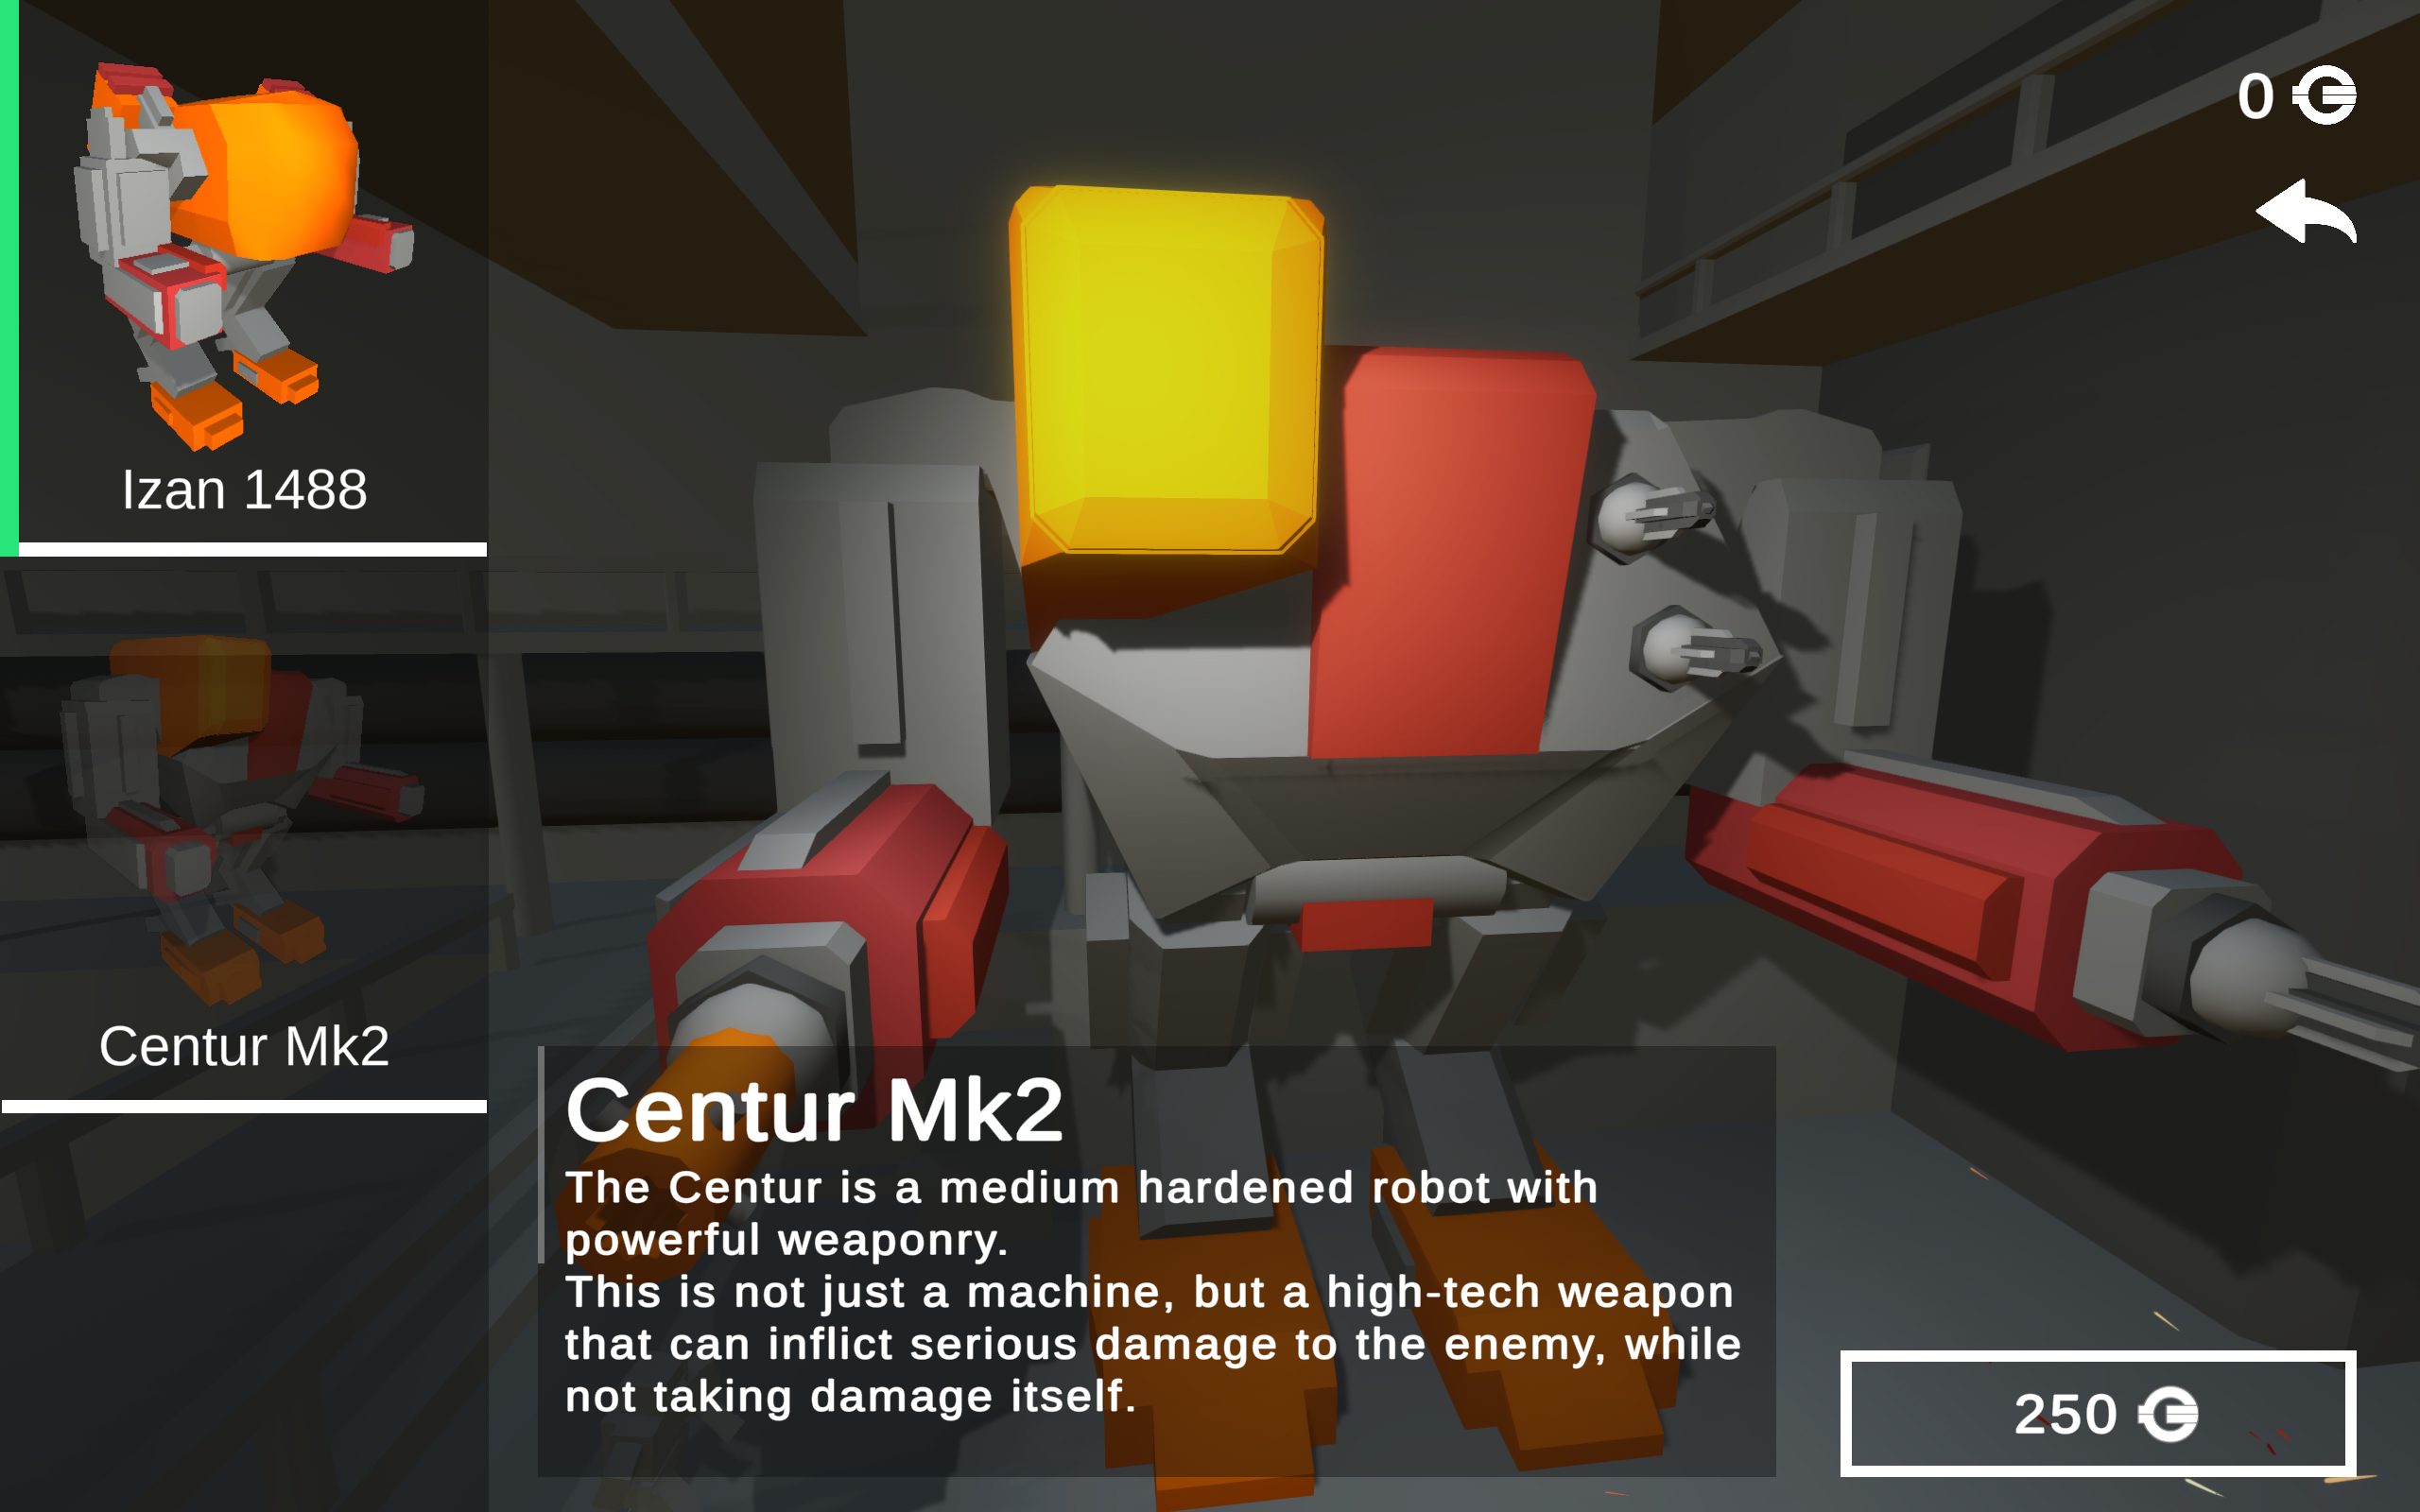 0
Izan 1488
Centur Mk2
Centur Mk2
The Centur is a medium hardened robot with
powerful weaponry.
This is not just a machine, but a high-tech weapon
that can inflict serious damage to the enemy, while
not taking damage itself.
250